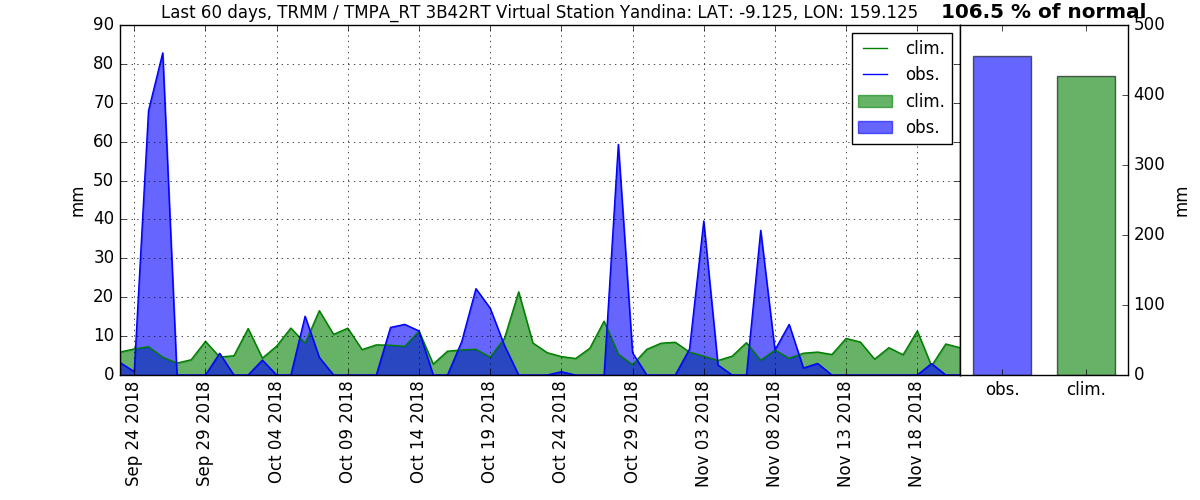 Last 60 days, TRMM / TMPA_RT 3B42RT Virtual Station Yandina: LAT: -9.125, LON: 159.125
106.5 % of normal
90
80
70
60
50
40
30
20
10
0
mm
clim.
obs.
clim.
obs.
500
400
300
200
100
0
mm
Sep 24 2018
Sep 29 2018
Oct 04 2018
Oct 09 2018
Oct 14 2018
Oct 19 2018
Oct 24 2018
Oct 29 2018
Nov 03 2018
Nov 08 2018
Nov 13 2018
Nov 18 2018
obs.
clim.